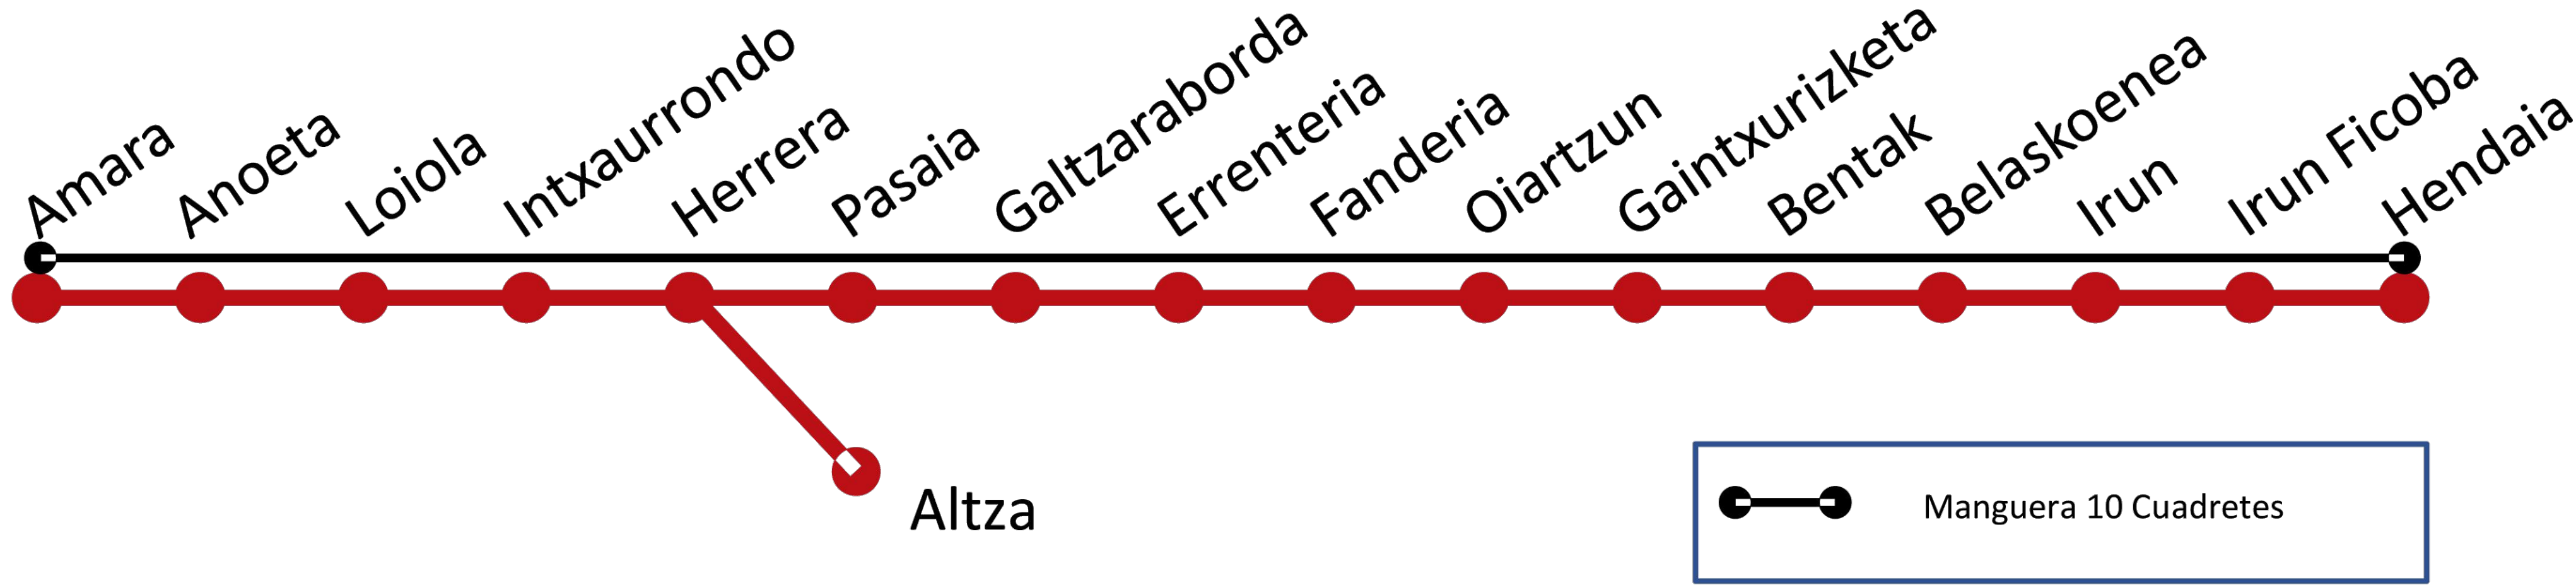 Amara
Anoeta
Loiola
Intxaurrondo
Herrera
Pasaia
Galtzaraborda
Errenteria
Fanderia
Oiartzun
Gaintxurizketa
Bentak
Belaskoenea
Irun
Irun Ficoba
Hendaia
Altza
Manguera 10 Cuadretes